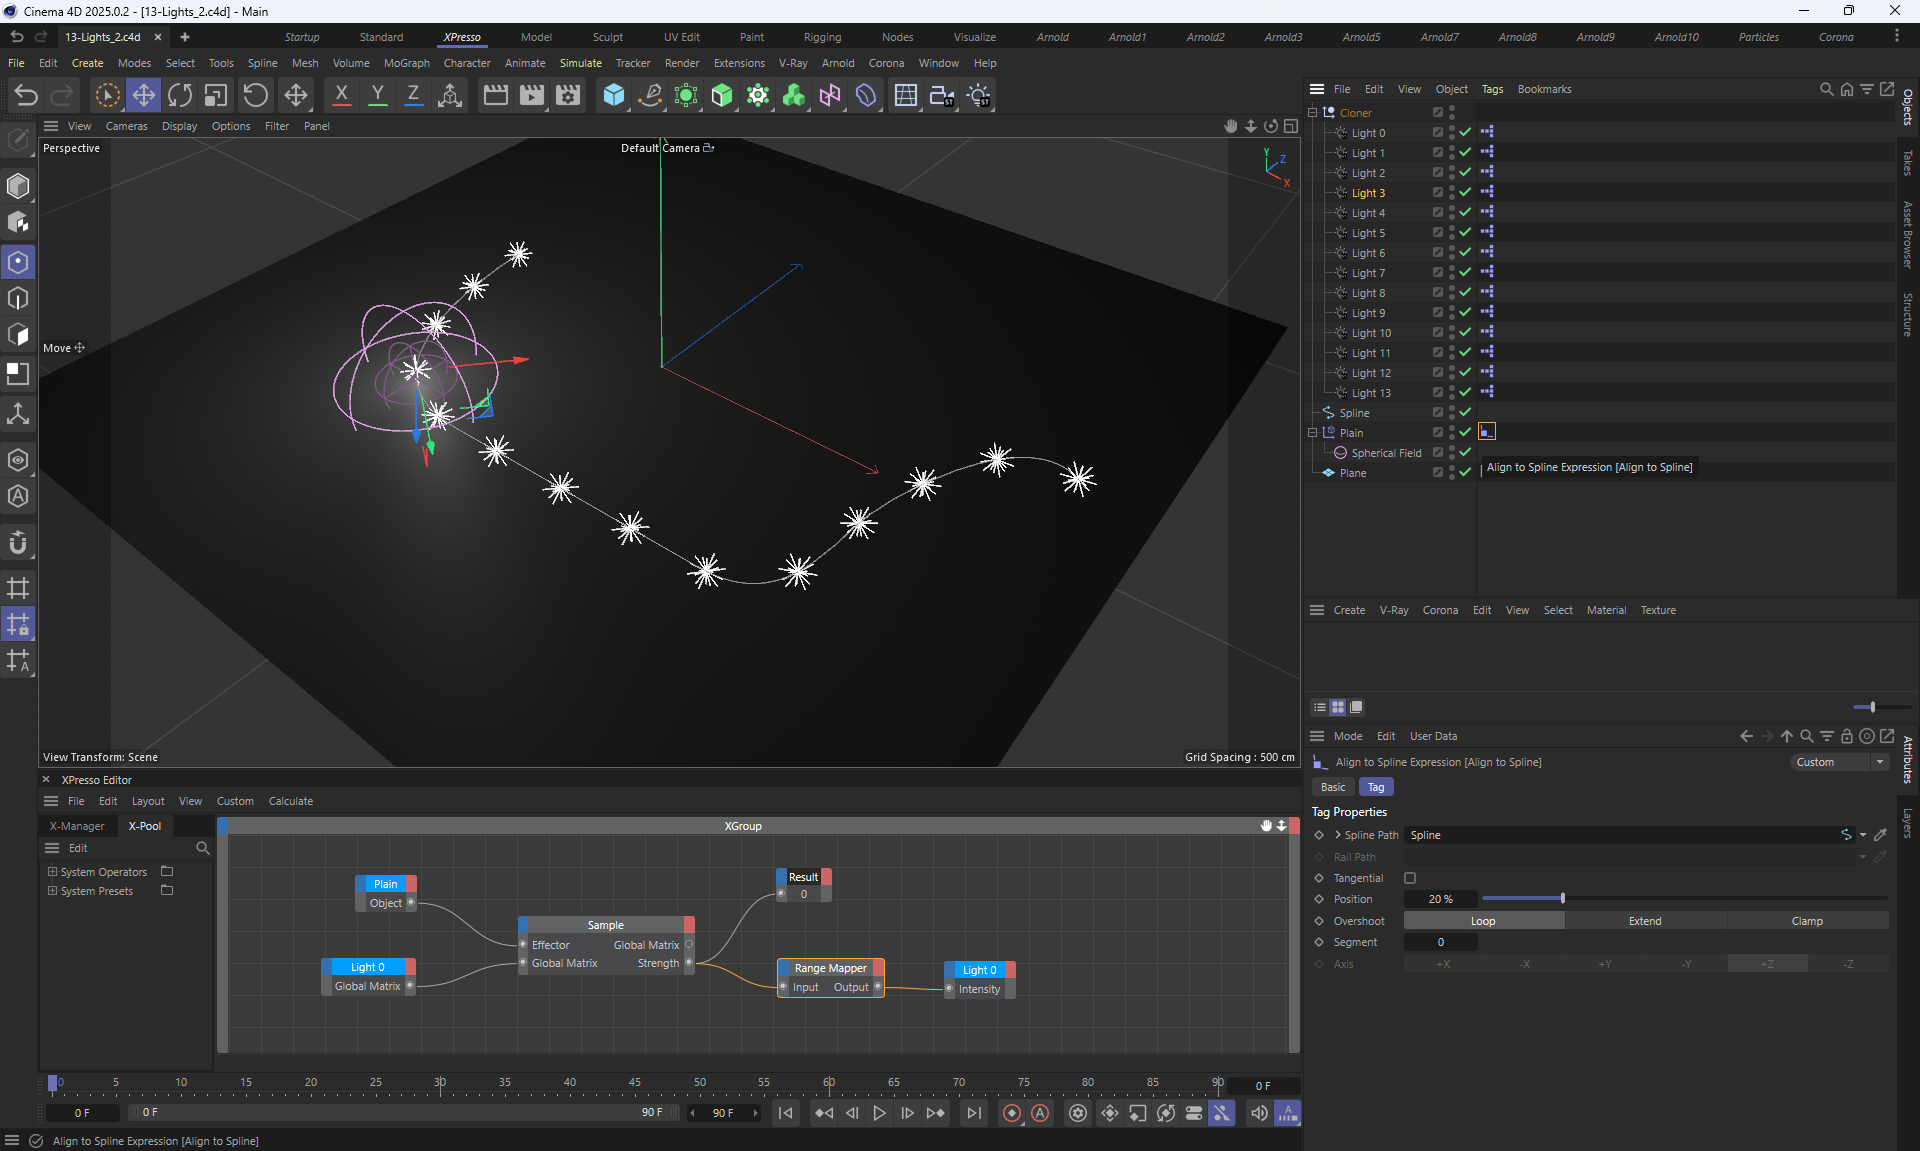 Cinema 4D 2025.0.2 - [13-Lights_2.c4d] - Main
13-Lights_2.c4d
Startup Standard XPresso Model Sculpt UV Edit Paint Rigging Nodes Visualize Arnold Arnold1 Arnold2 Arnold3 Arnold5 Arnold7 Arnold8 Arnold9 Arnold10 Particles Corona
File Edit Create Modes Select Tools Spline Mesh Volume MoGraph Character Animate Simulate Tracker Render Extensions V-Ray Arnold Corona Window Help
X Y Z ST ST
File Edit View Object Tags Bookmarks
View Cameras Display Options Filter Panel
Perspective
Default Camera
Y Z X
Move
View Transform: Scene
Grid Spacing : 500 cm
Cloner
Light 0
Light 1
Light 2
Light 3
Light 4
Light 5
Light 6
Light 7
Light 8
Light 9
Light 10
Light 11
Light 12
Light 13
Spline
Plain
Spherical Field
Plane
Align to Spline Expression [Align to Spline]
Objects
Takes
Asset Browser
Structure
Create V-Ray Corona Edit View Select Material Texture
Mode Edit User Data
Align to Spline Expression [Align to Spline]
Custom
Basic Tag
Tag Properties
Spline Path Spline
Rail Path
Tangential
Position 20 %
Overshoot Loop Extend Clamp
Segment 0
Axis +X -X +Y -Y +Z -Z
Attributes
Layers
XPresso Editor
File Edit Layout View Custom Calculate
X-Manager X-Pool
Edit
System Operators
System Presets
XGroup
Plain
Object
Light 0
Global Matrix
Sample
Effector Global Matrix
Global Matrix Strength
Result
0
Range Mapper
Input Output
Light 0
Intensity
0 5 10 15 20 25 30 35 40 45 50 55 60 65 70 75 80 85 90
0 F
0 F 0 F 90 F 90 F
Align to Spline Expression [Align to Spline]